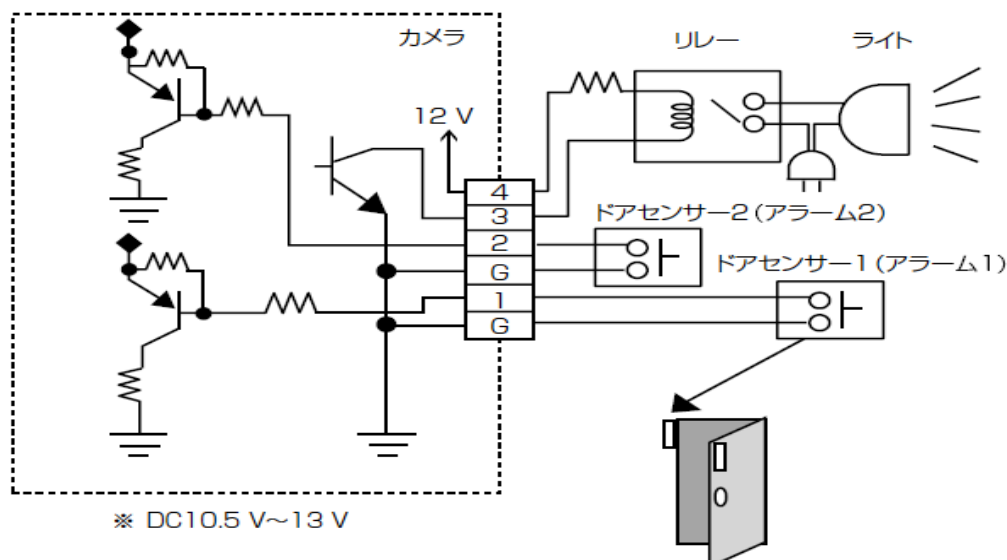 カメラ
リレー
ライト
12 V
4
3
2
G
1
G
ドアセンサー2(アラーム2)
ドアセンサー1(アラーム1)
※ DC10.5 V～13 V